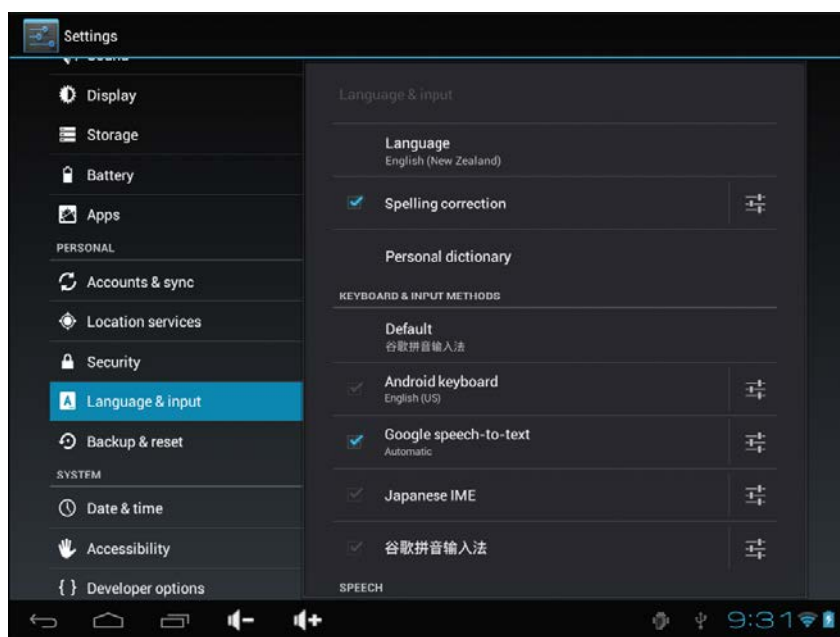 Settings
Sound
Display
Storage
Battery
Apps
PERSONAL
Accounts & sync
Location services
Security
Language & input
Backup & reset
SYSTEM
Date & time
Accessibility
{ } Developer options
Language & input
Language
English (New Zealand)
Spelling correction
Personal dictionary
KEYBOARD & INPUT METHODS
Default
谷歌拼音输入法
Android keyboard
English (US)
Google speech-to-text
Automatic
Japanese IME
谷歌拼音输入法
SPEECH
9:31